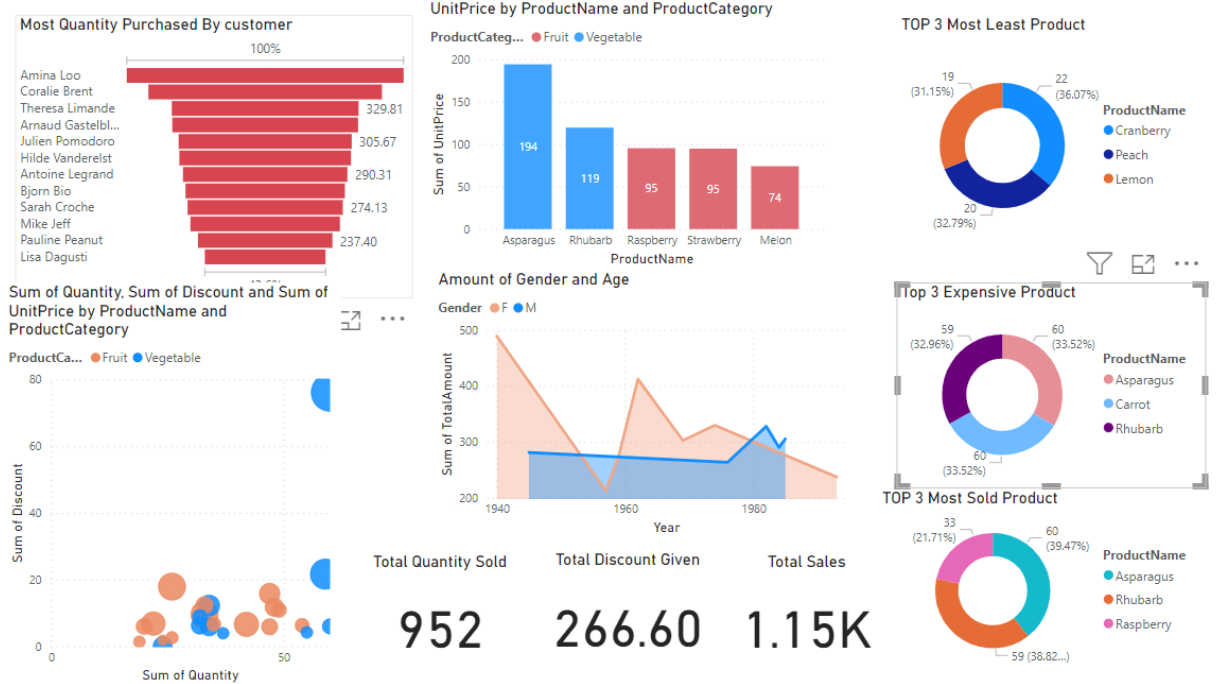 Most Quantity Purchased By customer
100%
Amina Loo
Coralie Brent
Theresa Limande
329.81
Arnaud Gastelbl...
Julien Pomodoro
305.67
Hilde Vanderelst
Antoine Legrand
290.31
Bjorn Bio
Sarah Croche
274.13
Mike Jeff
Pauline Peanut
237.40
Lisa Dagusti
UnitPrice by ProductName and ProductCategory
ProductCateg... Fruit Vegetable
Sum of UnitPrice
200
150
100
50
0
194
119
95
95
74
Asparagus Rhubarb Raspberry Strawberry Melon
ProductName
TOP 3 Most Least Product
19
(31.15%)
22
(36.07%)
20
(32.79%)
ProductName
Cranberry
Peach
Lemon
Sum of Quantity, Sum of Discount and Sum of
UnitPrice by ProductName and
ProductCategory
ProductCa... Fruit Vegetable
Sum of Discount
80
60
40
20
0
0 50
Sum of Quantity
Amount of Gender and Age
Gender F M
Sum of TotalAmount
500
400
300
200
1940 1960 1980
Year
Top 3 Expensive Product
59
(32.96%)
60
(33.52%)
60
(33.52%)
ProductName
Asparagus
Carrot
Rhubarb
TOP 3 Most Sold Product
33
(21.71%)
60
(39.47%)
59 (38.82...)
ProductName
Asparagus
Rhubarb
Raspberry
Total Quantity Sold
952
Total Discount Given
266.60
Total Sales
1.15K